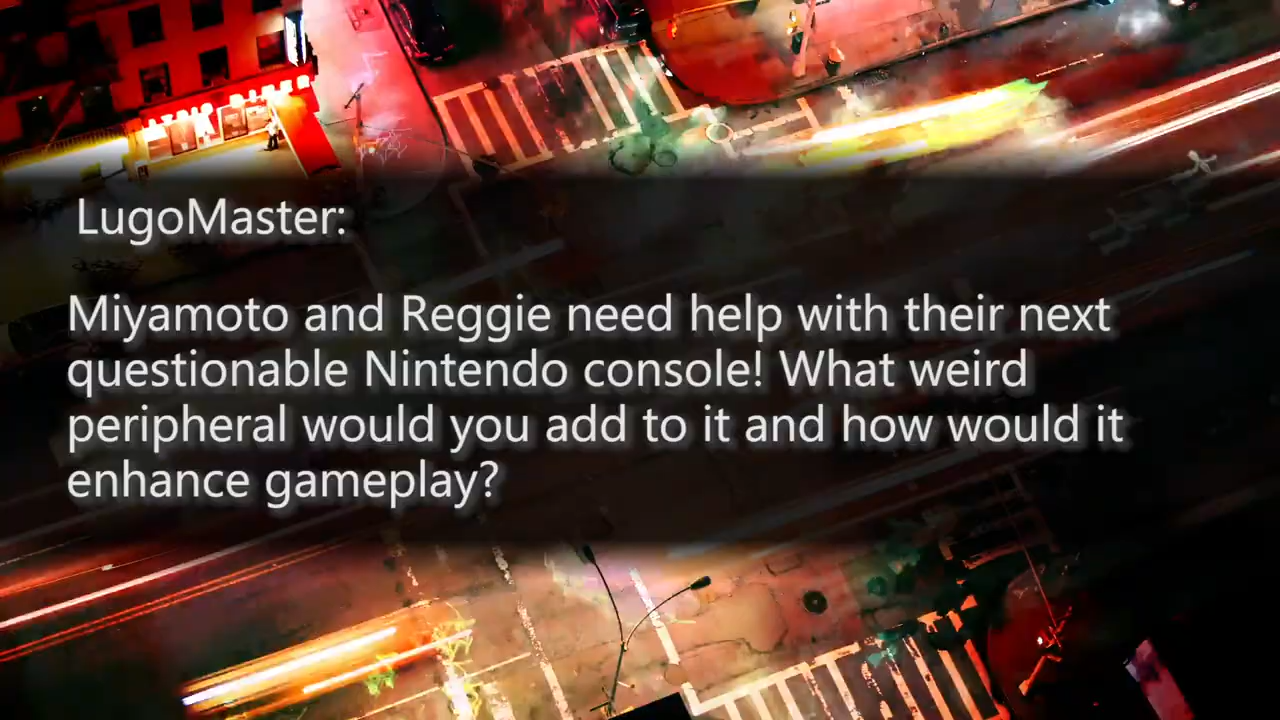 LugoMaster:
Miyamoto and Reggie need help with their next
questionable Nintendo console! What weird
peripheral would you add to it and how would it
enhance gameplay?